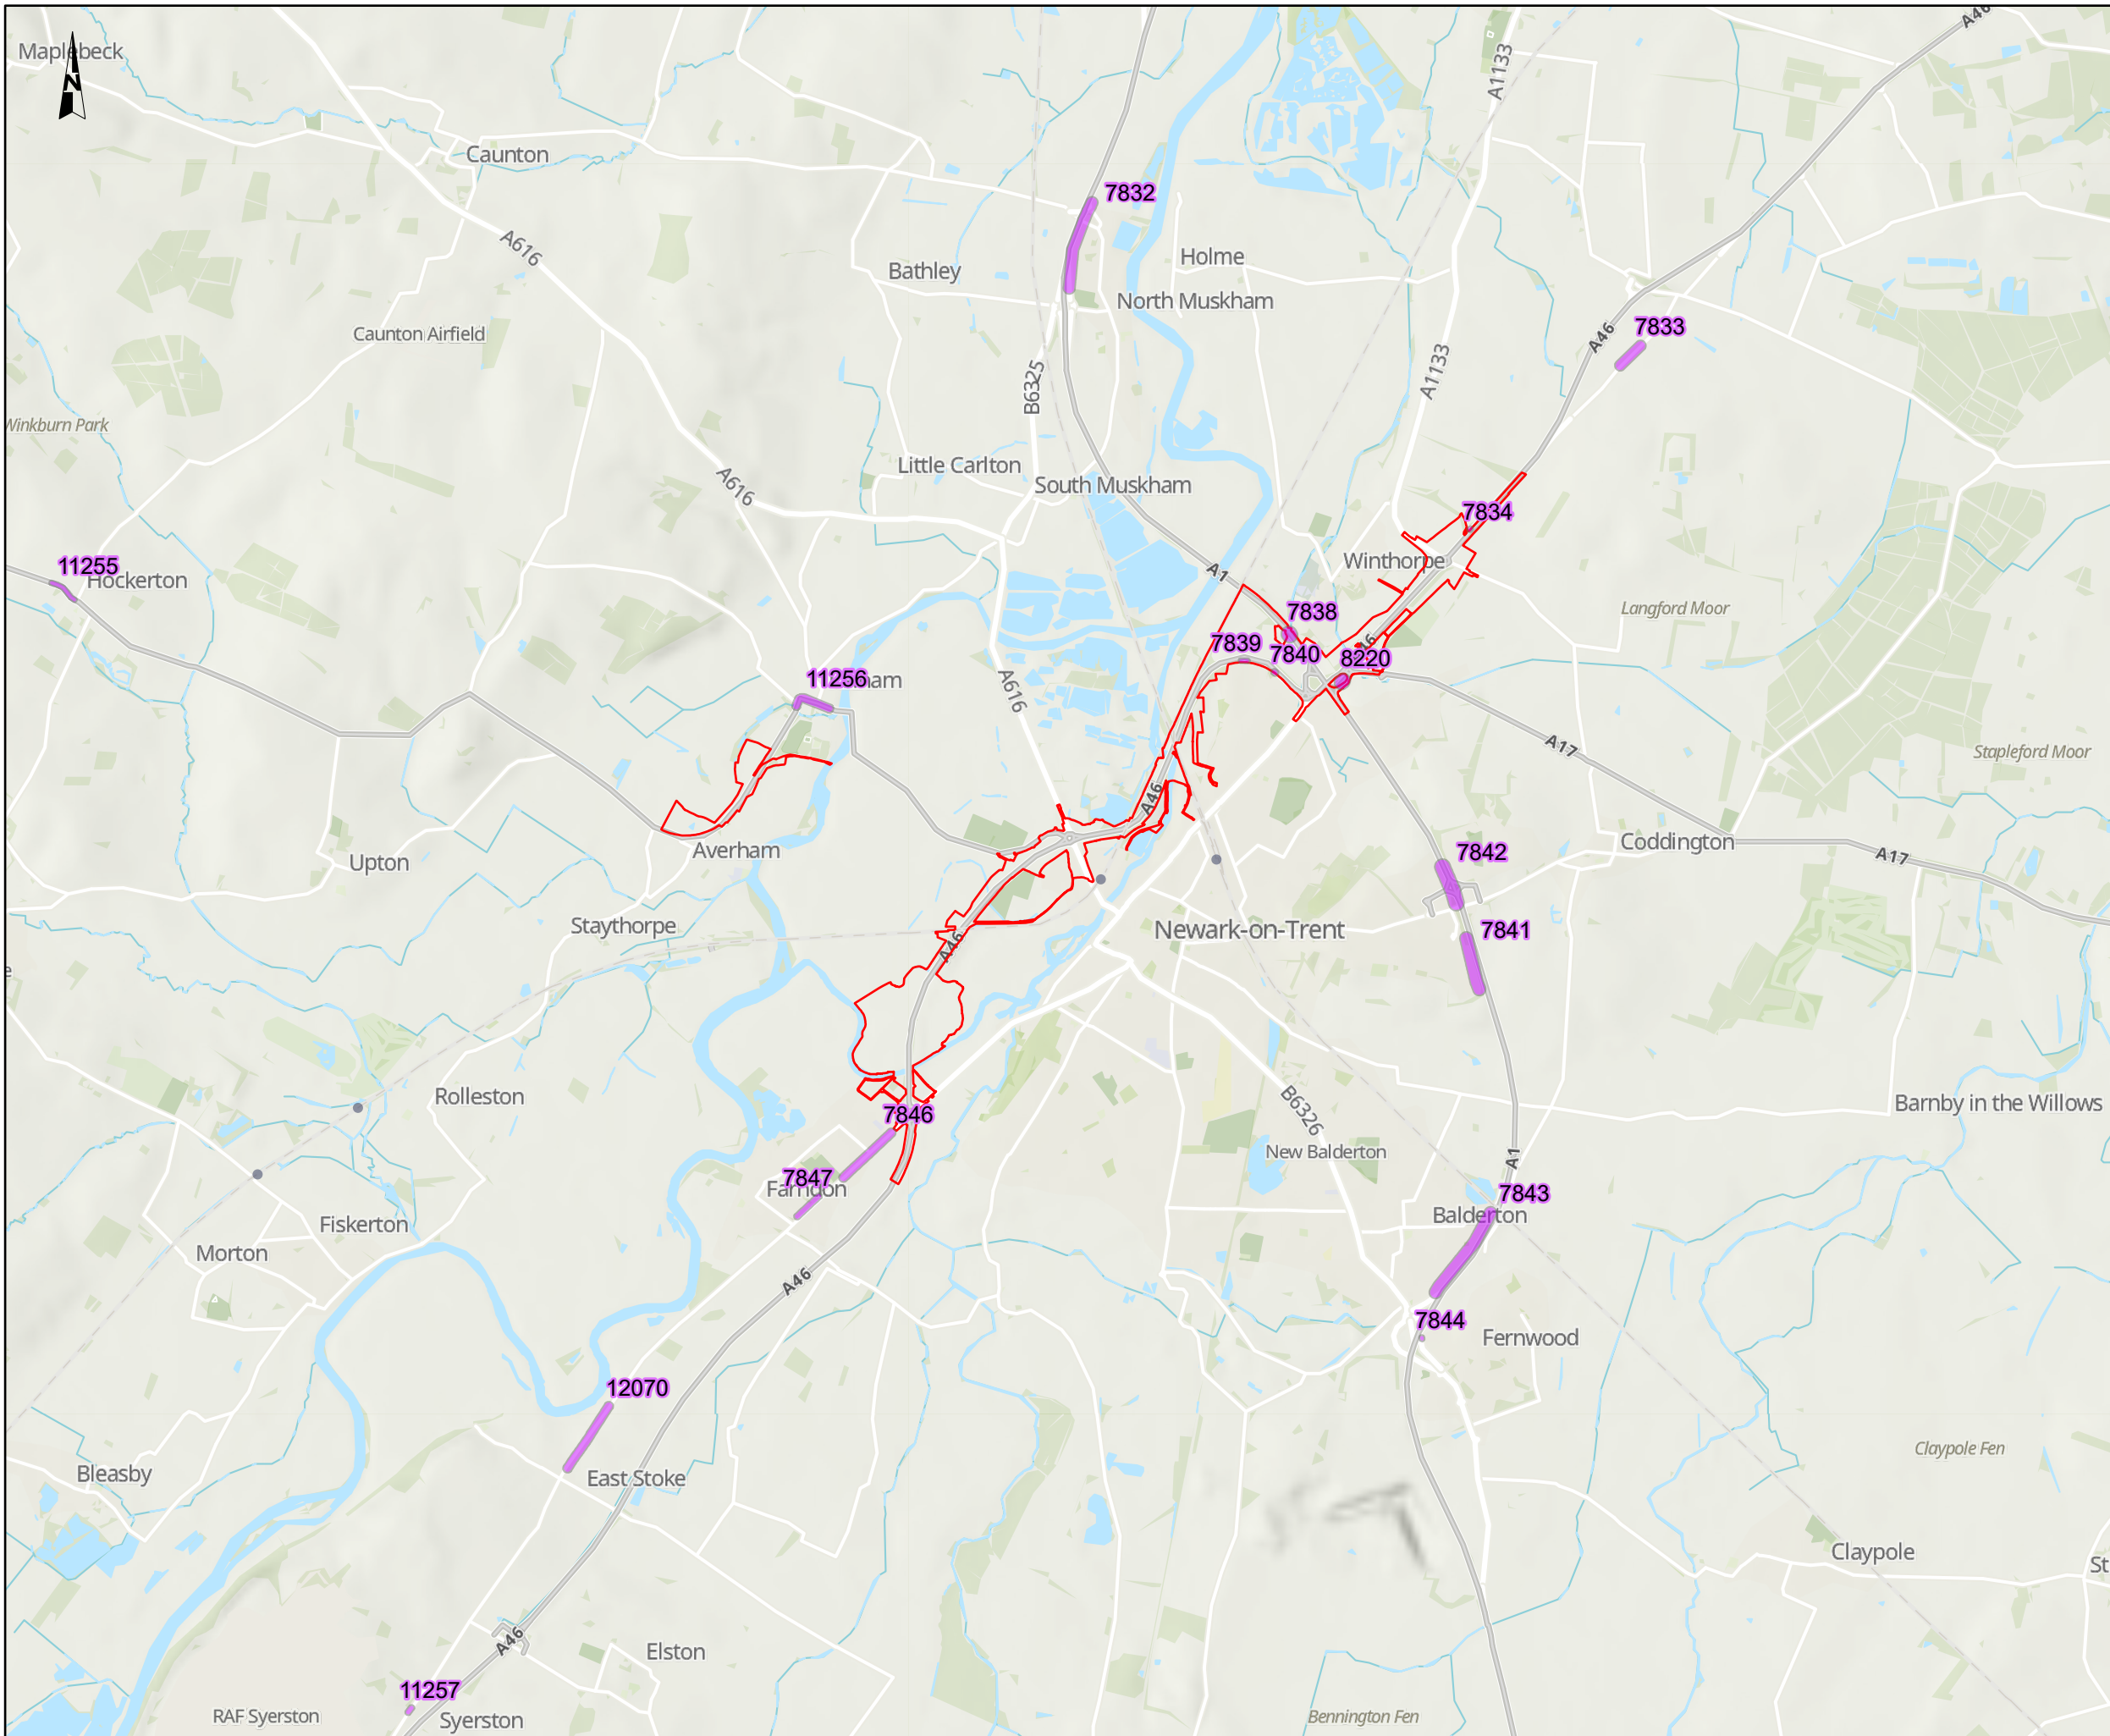 A46
Maplebeck
N
A1133
Caunton
7832
A616
Holme
Bathley
North Muskham
7833
Caunton Airfield
A46
A1133
B6325
Winkburn Park
Little Carlton
A616
South Muskham
7834
Winthorpe
11255
Hockerton
A1
Langford Moor
7838
7839
7840
8220
11256
A616
A17
Stapleford Moor
A46
Coddington
Averham
7842
A17
Upton
Staythorpe
Newark-on-Trent
7841
A46
Rolleston
B6326
Barnby in the Willows
7846
New Balderton
A1
7847
Farndon
7843
Fiskerton
Balderton
Morton
A46
7844
Fernwood
12070
Claypole Fen
Bleasby
East Stoke
Claypole
St
A46
Elston
11257
RAF Syerston
Syerston
Bennington Fen